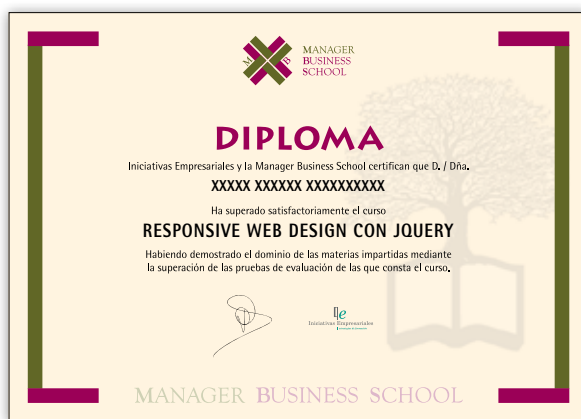 M B S
MANAGER
BUSINESS
SCHOOL
DIPLOMA
Iniciativas Empresariales y la Manager Business School certifican que D. / Dña.
XXXXX XXXXXX XXXXXXXXXX
Ha superado satisfactoriamente el curso
RESPONSIVE WEB DESIGN CON JQUERY
Habiendo demostrado el dominio de las materias impartidas mediante
la superación de las pruebas de evaluación de las que consta el curso.
Ie
Iniciativas Empresariales
MANAGER BUSINESS SCHOOL